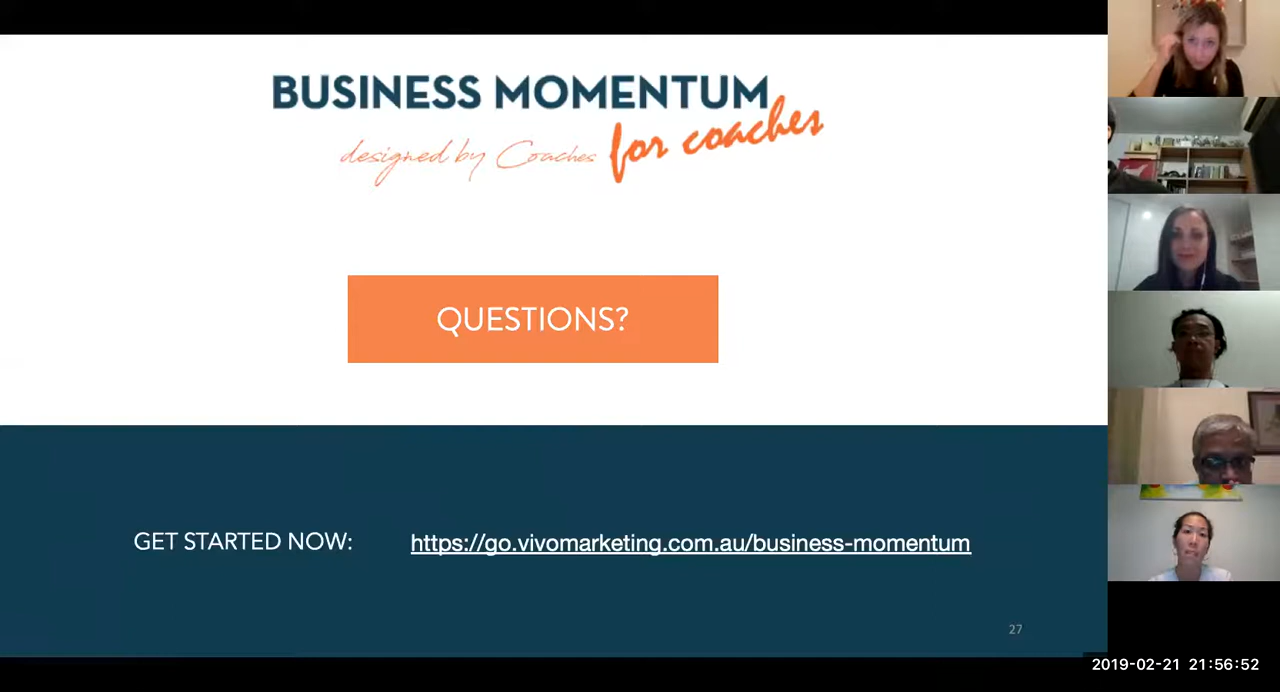 BUSINESS MOMENTUM
for coaches
designed by Coaches
QUESTIONS?
GET STARTED NOW: https://go.vivomarketing.com.au/business-momentum
27
2019-02-21 21:56:52